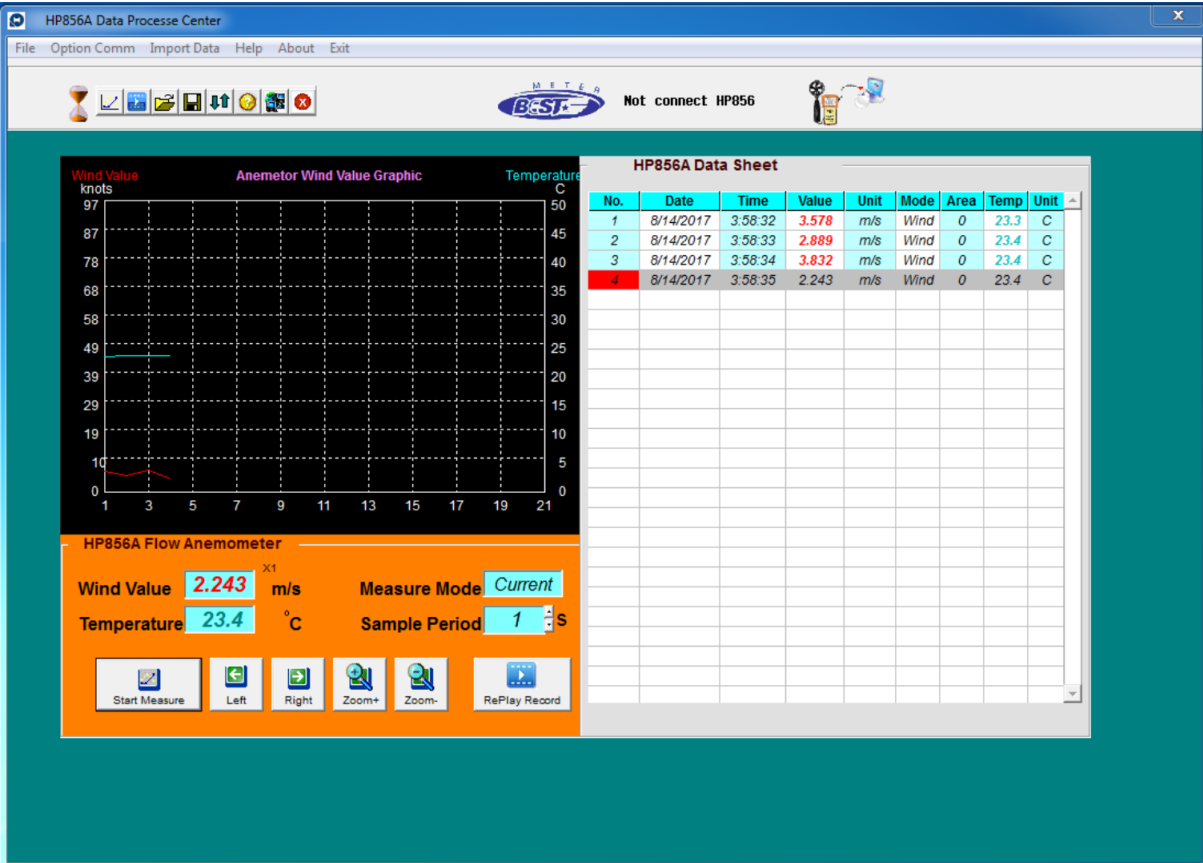 HP856A Data Processe Center
File Option Comm Import Data Help About Exit
METER
BEST
Not connect HP856
Wind Value Anemetor Wind Value Graphic Temperature
knots C
97 50
87 45
78 40
68 35
58 30
49 25
39 20
29 15
19 10
10 5
0 0
1 3 5 7 9 11 13 15 17 19 21
HP856A Flow Anemometer
X1
Wind Value 2.243 m/s Measure Mode Current
Temperature 23.4 °C Sample Period 1 S
Start Measure Left Right Zoom+ Zoom- RePlay Record
HP856A Data Sheet
No. Date Time Value Unit Mode Area Temp Unit
1 8/14/2017 3:58:32 3.578 m/s Wind 0 23.3 C
2 8/14/2017 3:58:33 2.889 m/s Wind 0 23.4 C
3 8/14/2017 3:58:34 3.832 m/s Wind 0 23.4 C
4 8/14/2017 3:58:35 2.243 m/s Wind 0 23.4 C